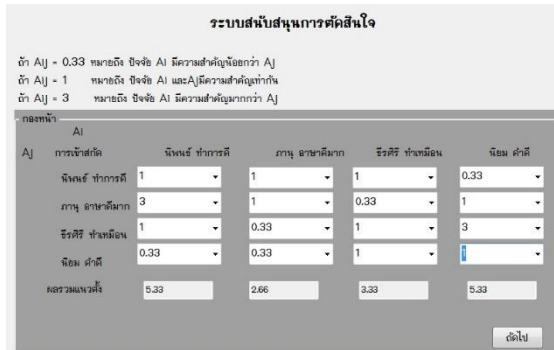 ระบบสนับสนุนการตัดสินใจ
ถ้า AIJ = 0.33 หมายถึง ปัจจัย AI มีความสำคัญน้อยกว่า AJ
ถ้า AIJ = 1 หมายถึง ปัจจัย AI และAJมีความสำคัญเท่ากัน
ถ้า AIJ = 3 หมายถึง ปัจจัย AI มีความสำคัญมากกว่า AJ
กองหน้า
AI
AJ การเข้าสกัด นิพนธ์ ทำการดี ภานุ อาษาดีมาก ธีรศิริ ทำเหมือน นิยม คำดี
นิพนธ์ ทำการดี 1 1 1 0.33
ภานุ อาษาดีมาก 3 1 0.33 1
ธีรศิริ ทำเหมือน 1 0.33 1 3
นิยม คำดี 0.33 0.33 1 1
ผลรวมแนวตั้ง 5.33 2.66 3.33 5.33
ถัดไป